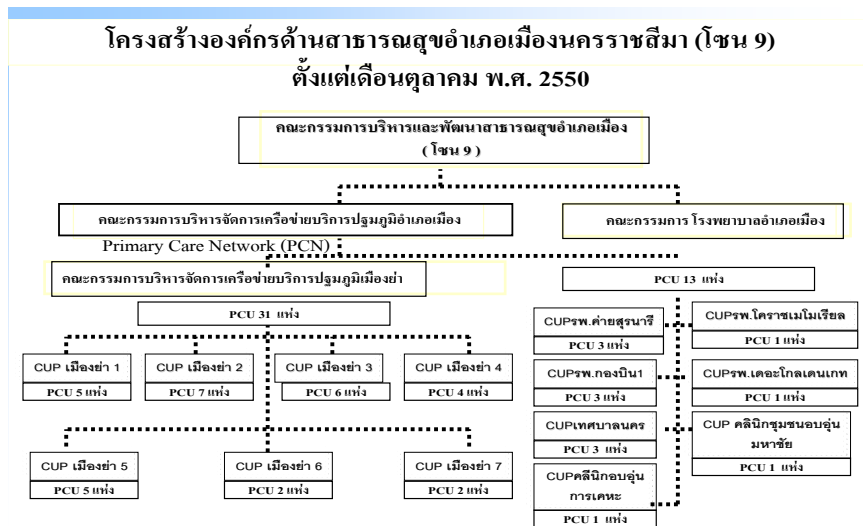 โครงสร้างองค์กรด้านสาธารณสุขอำเภอเมืองนครราชสีมา (โซน 9)
ตั้งแต่เดือนตุลาคม พ.ศ. 2550
คณะกรรมการบริหารและพัฒนาสาธารณสุขอำเภอเมือง
( โซน 9 )
คณะกรรมการบริหารจัดการเครือข่ายบริการปฐมภูมิอำเภอเมือง
คณะกรรมการ โรงพยาบาลอำเภอเมือง
Primary Care Network (PCN)
คณะกรรมการบริหารจัดการเครือข่ายบริการปฐมภูมิเมืองย่า
PCU 13 แห่ง
PCU 31 แห่ง
CUP เมืองย่า 1
PCU 5 แห่ง
CUP เมืองย่า 2
PCU 7 แห่ง
CUP เมืองย่า 3
PCU 6 แห่ง
CUP เมืองย่า 4
PCU 4 แห่ง
CUP เมืองย่า 5
PCU 5 แห่ง
CUP เมืองย่า 6
PCU 2 แห่ง
CUP เมืองย่า 7
PCU 2 แห่ง
CUPรพ.ค่ายสุรนารี
PCU 3 แห่ง
CUPรพ.โคราชเมโมเรียล
PCU 1 แห่ง
CUPรพ.กองบิน1
PCU 3 แห่ง
CUPรพ.เดอะโกลเดนเกท
PCU 1 แห่ง
CUPเทศบาลนคร
PCU 3 แห่ง
CUP คลินิกชุมชนอบอุ่น
มหาชัย
PCU 1 แห่ง
CUPคลีนิกอบอุ่น
การเคหะ
PCU 1 แห่ง